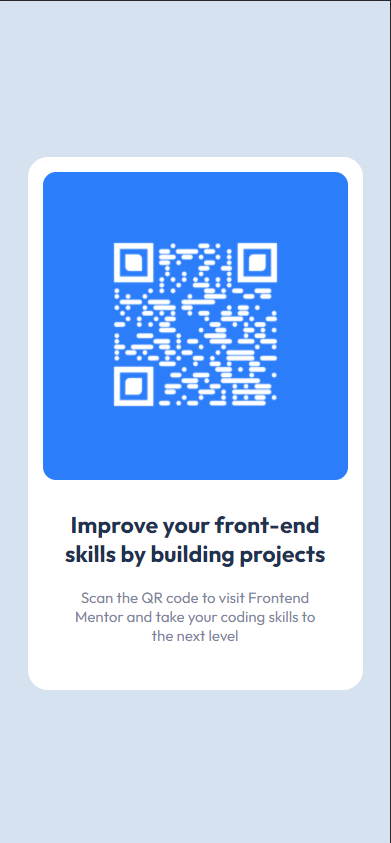 Improve your front-end
skills by building projects
Scan the QR code to visit Frontend
Mentor and take your coding skills to
the next level